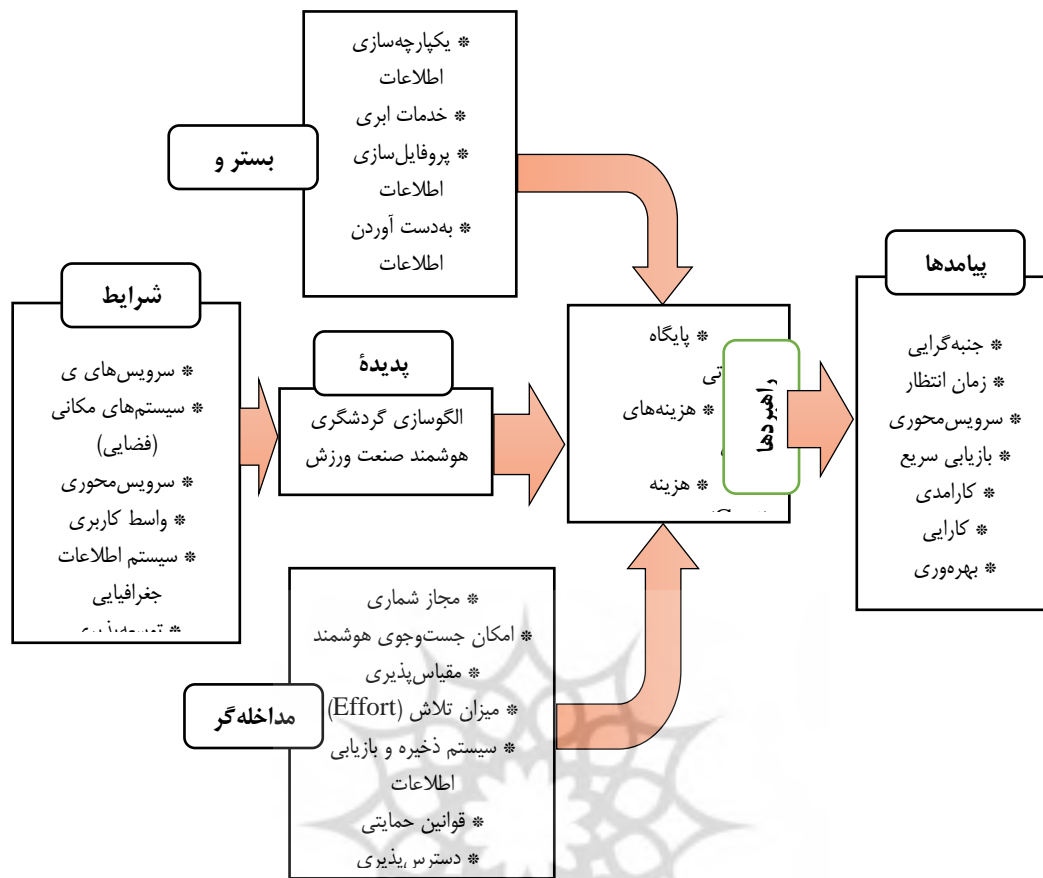 * یکپارچه‌سازی
اطلاعات
* خدمات ابری
* پروفایل‌سازی
اطلاعات
* به‌دست آوردن
اطلاعات
بستر و
پیامدها
* جنبه‌گرایی
* زمان انتظار
* سرویس‌محوری
* بازیابی سریع
* کارامدی
* کارایی
* بهره‌وری
شرایط
* سرویس‌های ی
* سیستم‌های مکانی
(فضایی)
* سرویس‌محوری
* واسط کاربری
* سیستم اطلاعات
جغرافیایی
پدیدۀ
الگوسازی گردشگری
هوشمند صنعت ورزش
* پایگاه
تی
* هزینه‌های
* هزینه
راهبردها
* مجاز شماری
* امکان جست‌وجوی هوشمند
* مقیاس‌پذیری
* میزان تلاش (Effort)
* سیستم ذخیره و بازیابی
اطلاعات
* قوانین حمایتی
* دسترس‌پذیری
مداخله‌گر